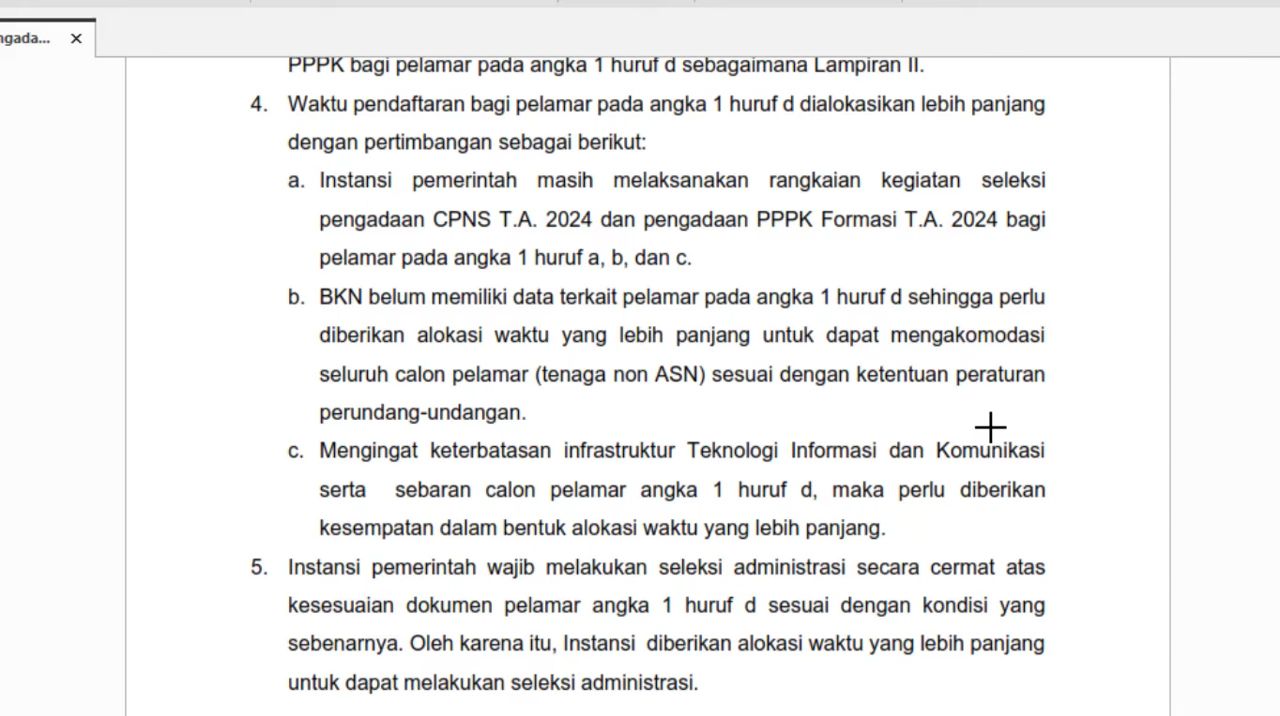 ngada...
PPPK bagi pelamar pada angka 1 huruf d sebagaimana Lampiran II.
4. Waktu pendaftaran bagi pelamar pada angka 1 huruf d dialokasikan lebih panjang
dengan pertimbangan sebagai berikut:
a. Instansi pemerintah masih melaksanakan rangkaian kegiatan seleksi
pengadaan CPNS T.A. 2024 dan pengadaan PPPK Formasi T.A. 2024 bagi
pelamar pada angka 1 huruf a, b, dan c.
b. BKN belum memiliki data terkait pelamar pada angka 1 huruf d sehingga perlu
diberikan alokasi waktu yang lebih panjang untuk dapat mengakomodasi
seluruh calon pelamar (tenaga non ASN) sesuai dengan ketentuan peraturan
perundang-undangan.
c. Mengingat keterbatasan infrastruktur Teknologi Informasi dan Komunikasi
serta sebaran calon pelamar angka 1 huruf d, maka perlu diberikan
kesempatan dalam bentuk alokasi waktu yang lebih panjang.
5. Instansi pemerintah wajib melakukan seleksi administrasi secara cermat atas
kesesuaian dokumen pelamar angka 1 huruf d sesuai dengan kondisi yang
sebenarnya. Oleh karena itu, Instansi diberikan alokasi waktu yang lebih panjang
untuk dapat melakukan seleksi administrasi.